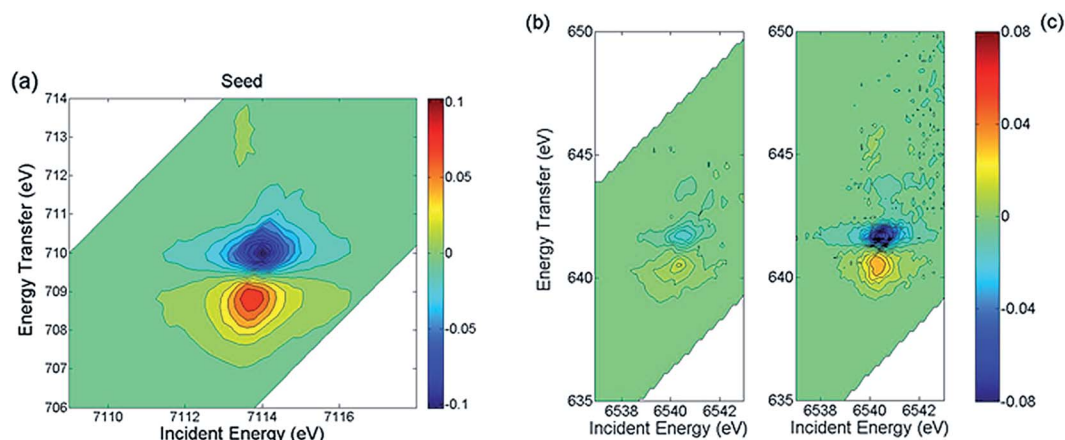 (a)
Seed
714
713
712
711
710
709
708
707
706
7110 7112 7114 7116
Incident Energy (eV)
Energy Transfer (eV)
0.1
0.05
0
-0.05
-0.1
(b)
650
645
640
635
6538 6540 6542
Incident Energy (eV)
Energy Transfer (eV)
650
645
640
635
6538 6540 6542
Incident Energy (eV)
Energy Transfer (eV)
0.08
0.04
0
-0.04
-0.08
(c)